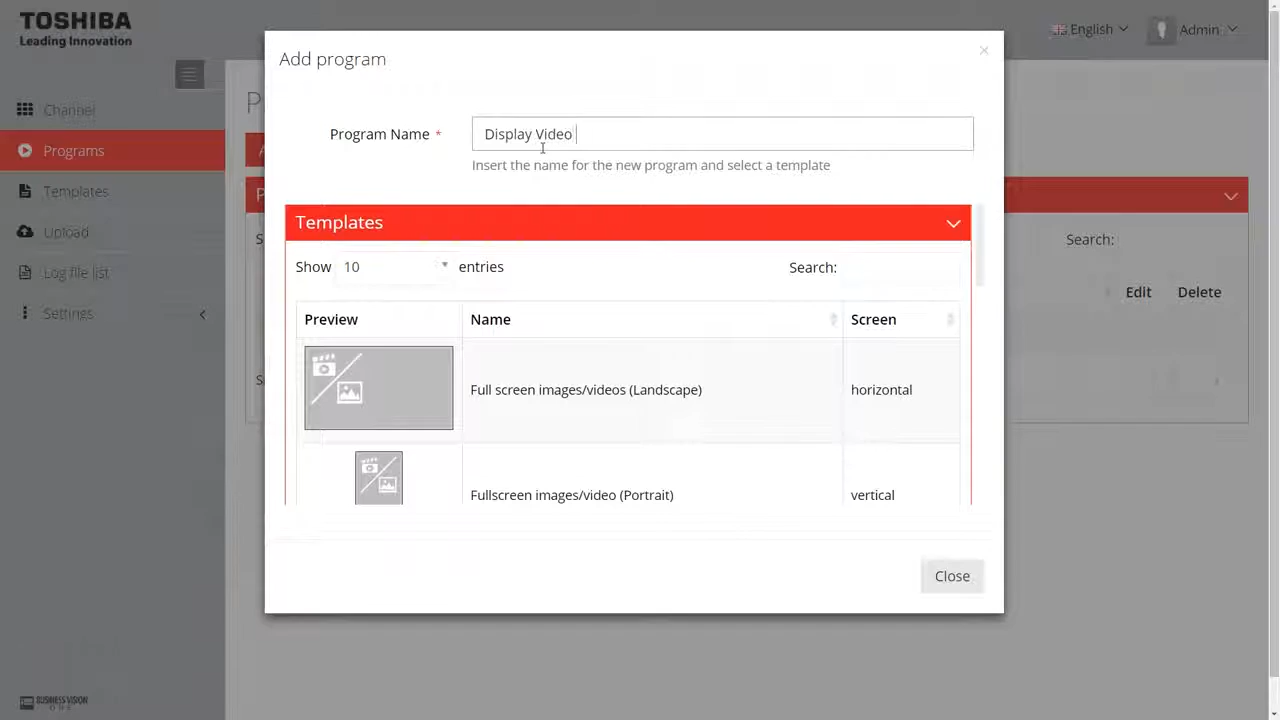 TOSHIBA
Leading Innovation
English
Admin
Channel
Programs
Templates
Upload
Log file list
Settings
Add program
×
Program Name *
Display Video
Insert the name for the new program and select a template
Templates
Show 10 entries
Search:
Preview Name Screen
Full screen images/videos (Landscape) horizontal
Fullscreen images/video (Portrait) vertical
Close
P
Search:
Edit Delete
BUSINESS VISION